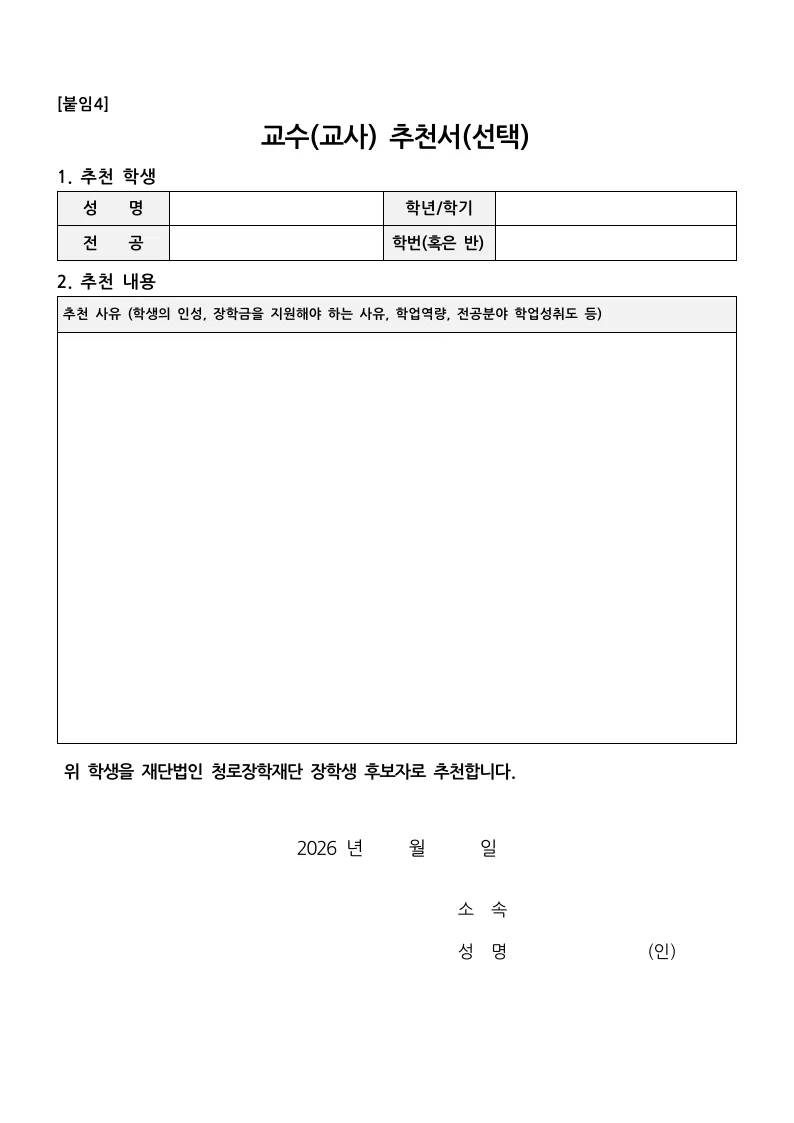 [붙임4]
교수(교사) 추천서(선택)
1. 추천 학생
성 명 학년/학기
전 공 학번(혹은 반)
2. 추천 내용
추천 사유 (학생의 인성, 장학금을 지원해야 하는 사유, 학업역량, 전공분야 학업성취도 등)
위 학생을 재단법인 청로장학재단 장학생 후보자로 추천합니다.
2026 년 월 일
소 속
성 명 (인)